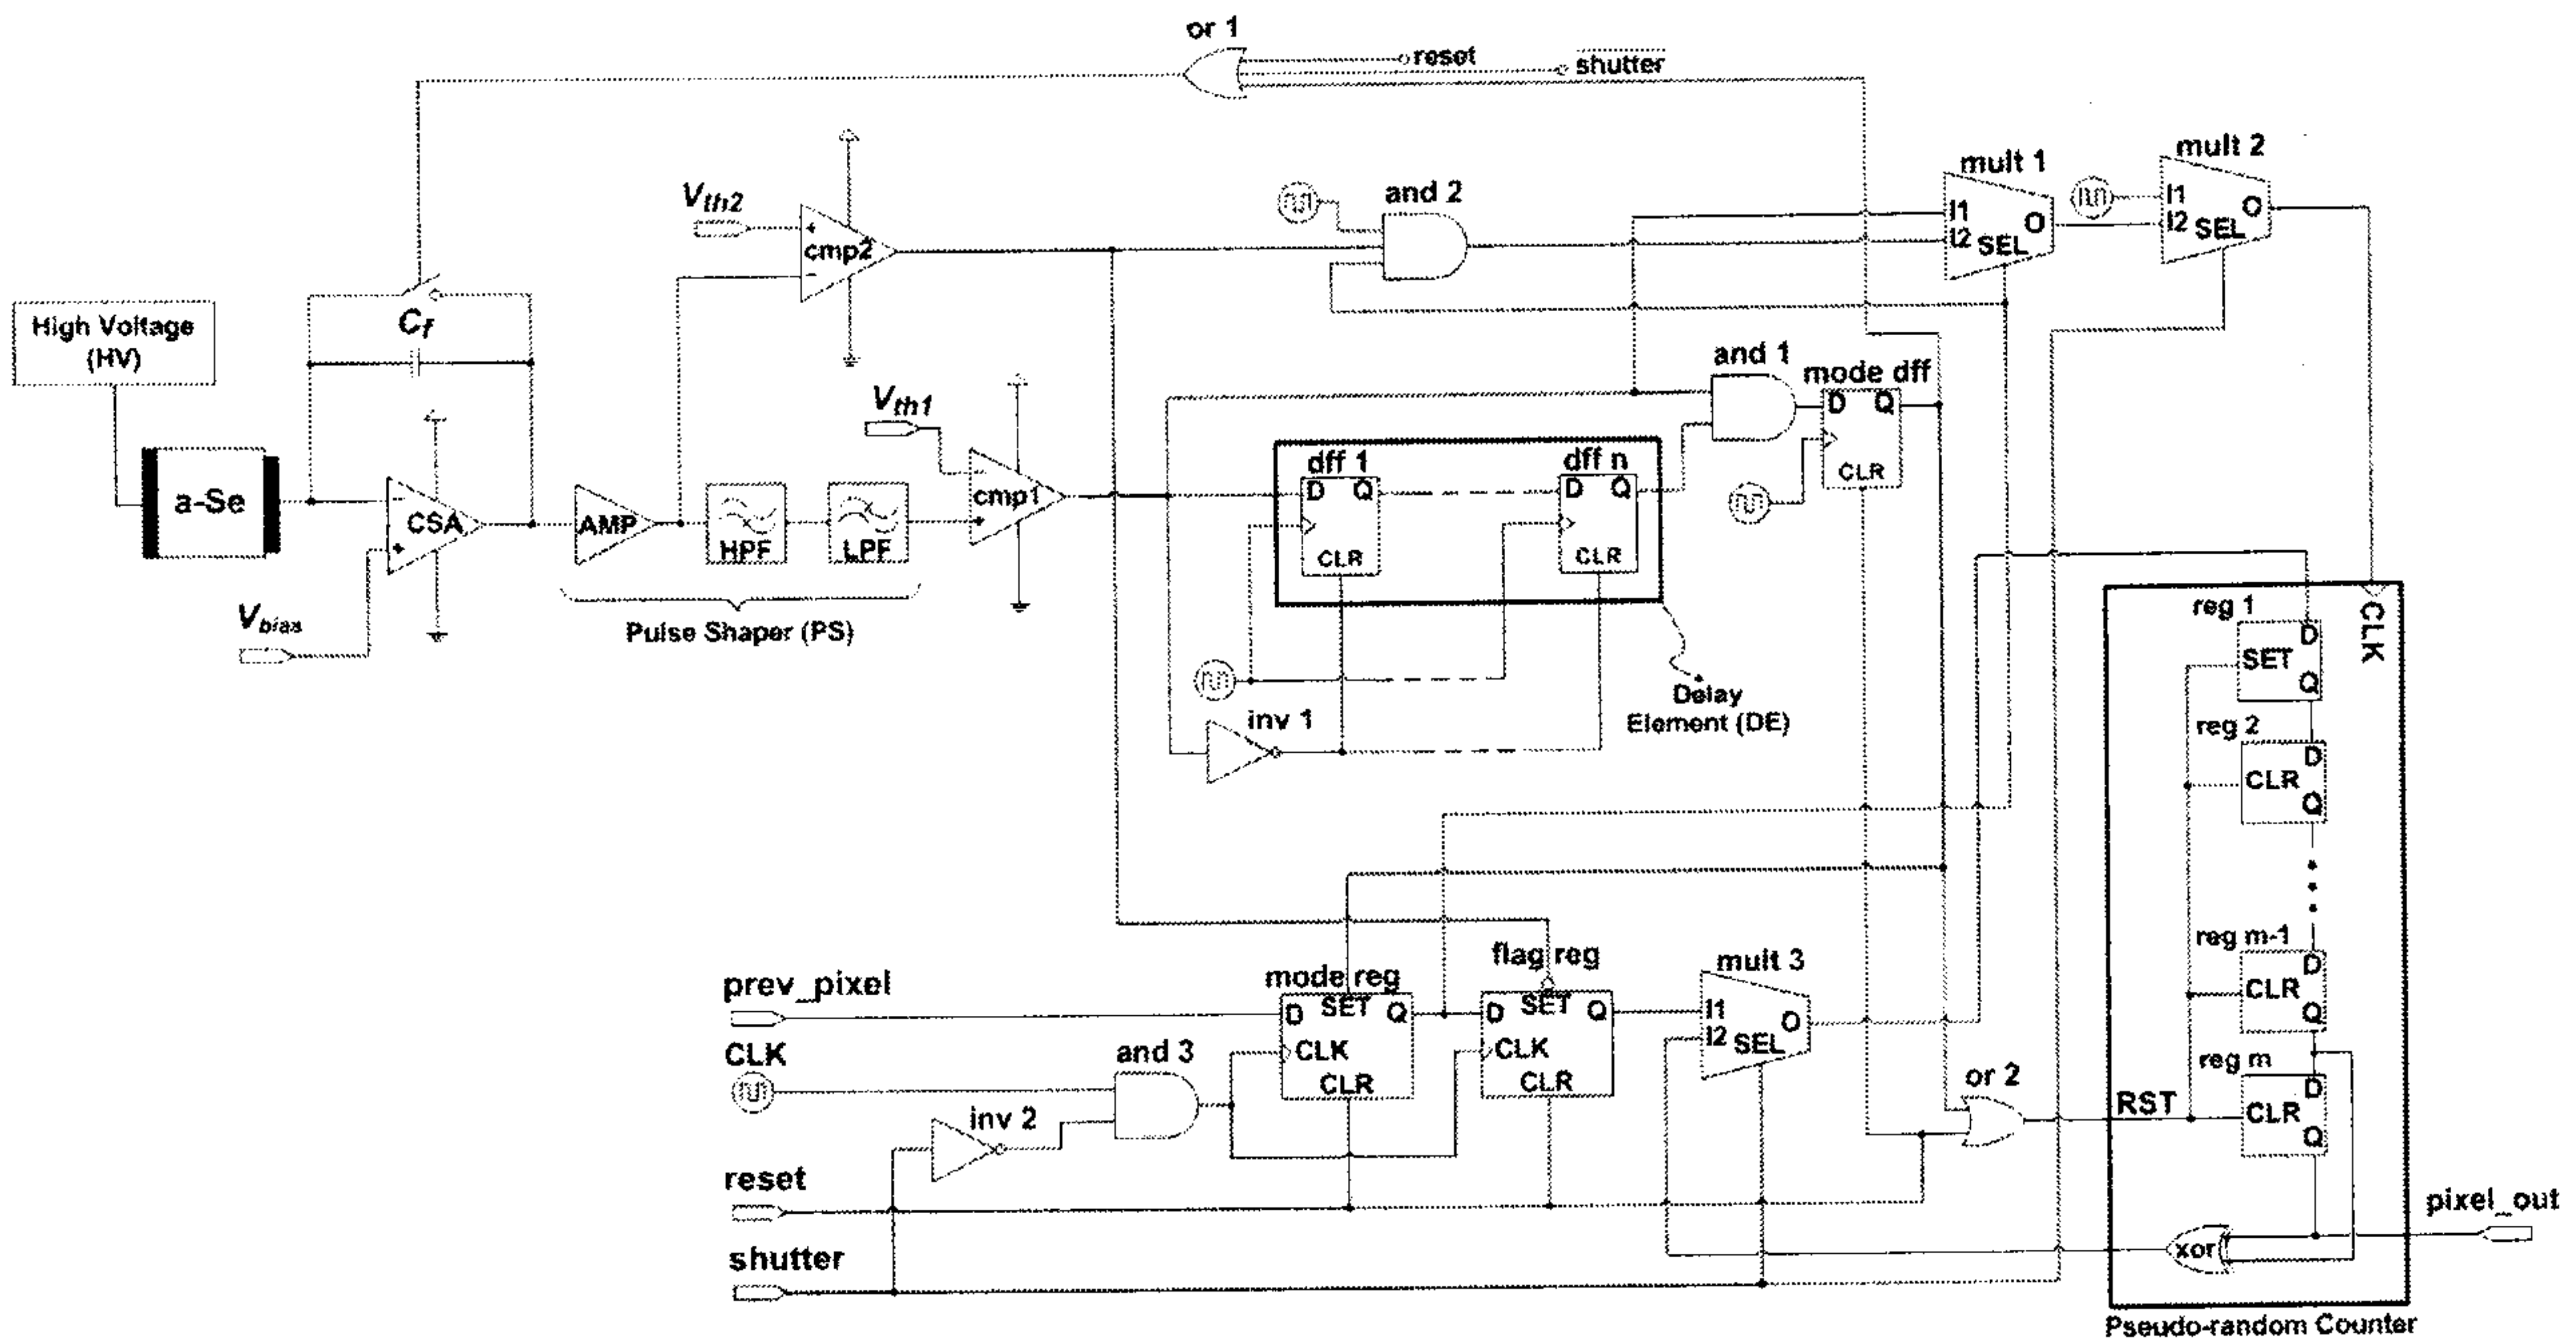 or 1
reset
shutter
mult 2
mult 1
V_th2
and 2
I1
I2
O
SEL
I1
I2
O
SEL
cmp2
High Voltage
(HV)
C_f
and 1
mode dff
D Q
CLR
V_th1
a-Se
CSA
AMP
HPF
LPF
cmp1
dff 1
D Q
CLR
dff n
D Q
CLR
V_bias
Pulse Shaper (PS)
inv 1
Delay
Element (DE)
CLK
reg 1
D
SET
Q
reg 2
D
CLR
Q
reg m-1
D
CLR
Q
reg m
D
CLR
Q
RST
prev_pixel
mode reg
D SET Q
CLK
CLR
flag reg
D SET Q
CLK
CLR
mult 3
I1
I2
O
SEL
CLK
and 3
inv 2
or 2
reset
shutter
xor
pixel_out
Pseudo-random Counter